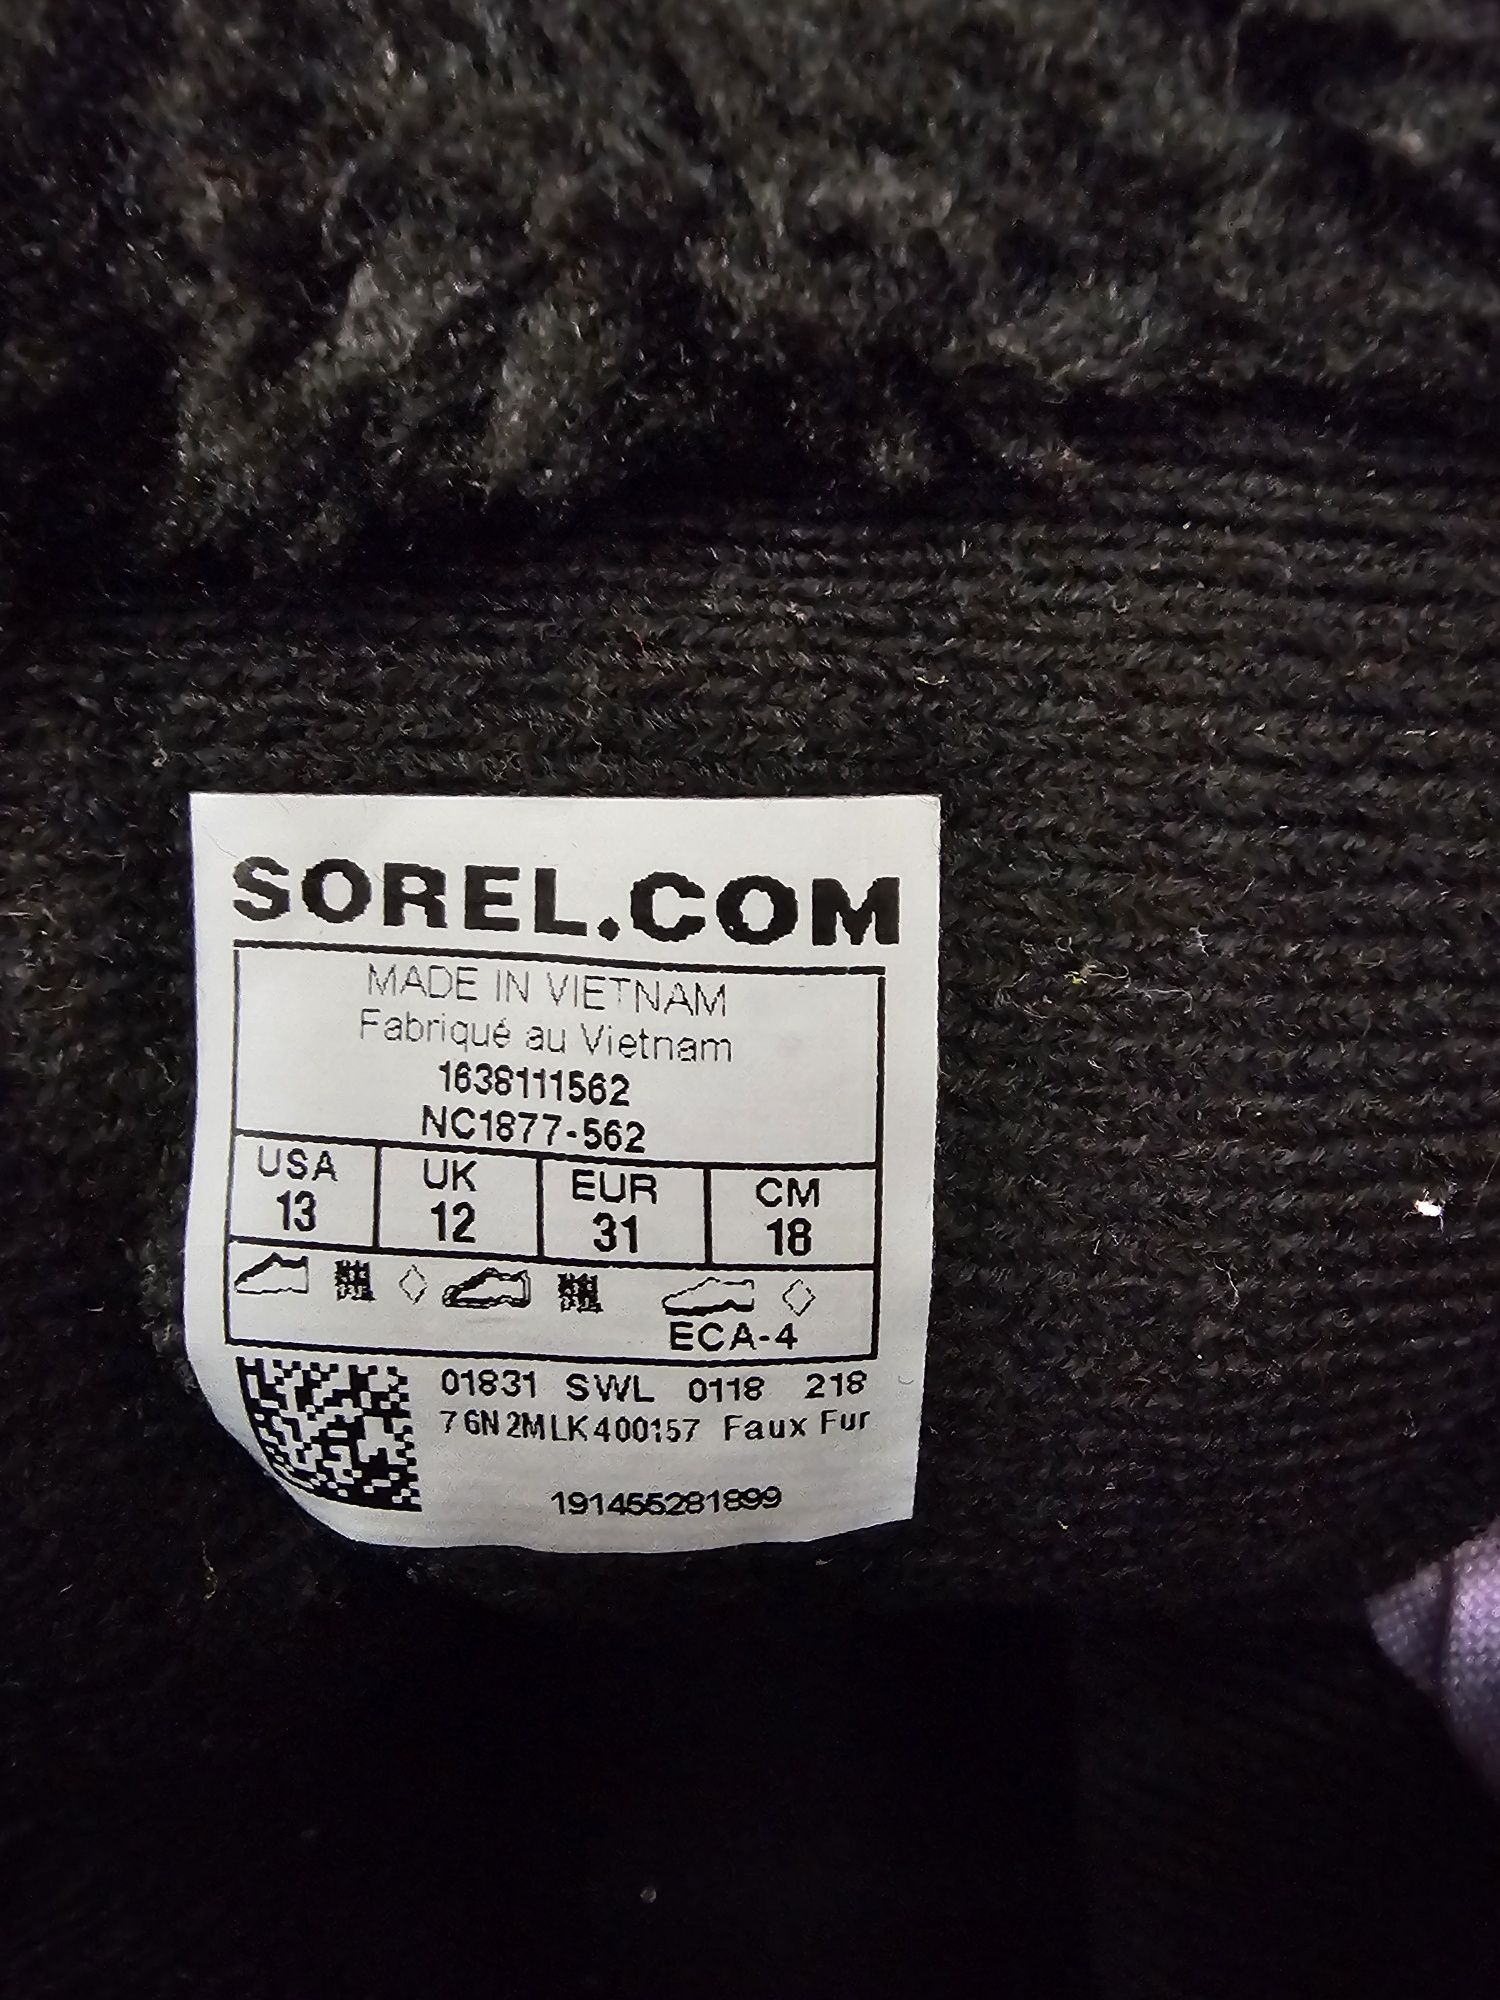 SOREL.COM
MADE IN VIETNAM
Fabriqué au Vietnam
1638111562
NC1877-562
USA UK EUR CM
13 12 31 18
ECA-4
01831 SWL 0118 218
76N2MLK400157 Faux Fur
191455281899